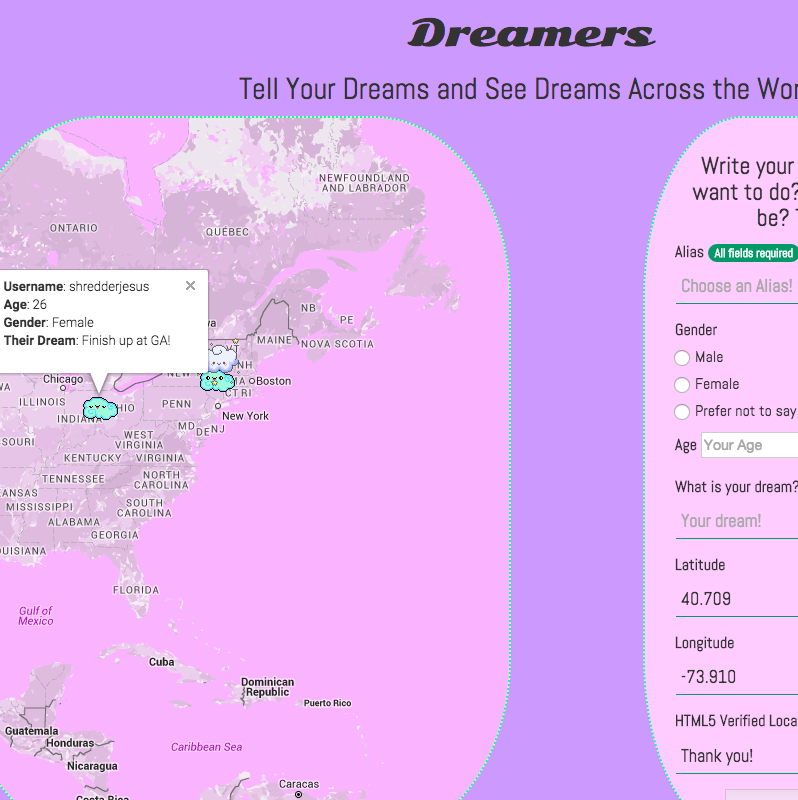 Dreamers
Tell Your Dreams and See Dreams Across the Wor
NEWFOUNDLAND
AND LABRADOR
ONTARIO
QUÉBEC
Username: shredderjesus
Age: 26
Gender: Female
Their Dream: Finish up at GA!
NB
PE
MAINE
NOVA SCOTIA
NH
Chicago
Boston
CT RI
ILLINOIS
PENN
New York
MD
DE
NJ
WEST
VIRGINIA
KENTUCKY
VIRGINIA
TENNESSEE
NORTH
CAROLINA
MISSISSIPPI
SOUTH
CAROLINA
ALABAMA
GEORGIA
FLORIDA
Gulf of
Mexico
Cuba
Dominican
Republic
Puerto Rico
Guatemala
Honduras
Caribbean Sea
Nicaragua
Costa Rica
Caracas
Write your
want to do?
be?
Alias All fields required
Choose an Alias!
Gender
Male
Female
Prefer not to say
Age Your Age
What is your dream?
Your dream!
Latitude
40.709
Longitude
-73.910
HTML5 Verified Loca
Thank you!